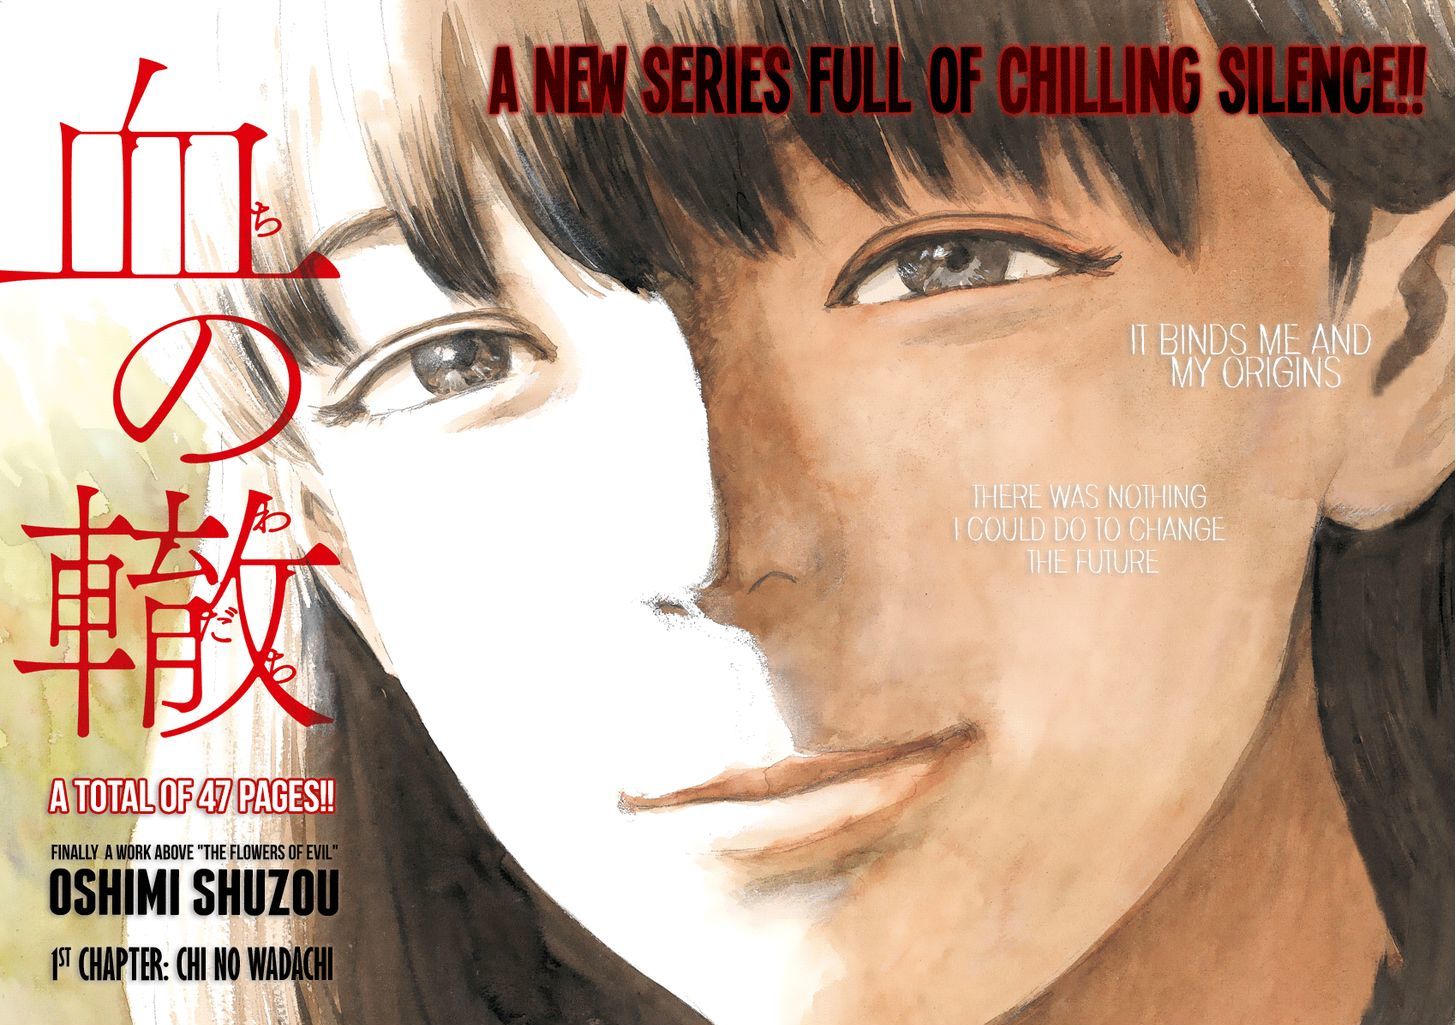 A NEW SERIES FULL OF CHILLING SILENCE!!
血の轍
ち
わだち
IT BINDS ME AND
MY ORIGINS
THERE WAS NOTHING
I COULD DO TO CHANGE
THE FUTURE
A TOTAL OF 47 PAGES!!
FINALLY A WORK ABOVE "THE FLOWERS OF EVIL"
OSHIMI SHUZOU
1ST CHAPTER: CHI NO WADACHI